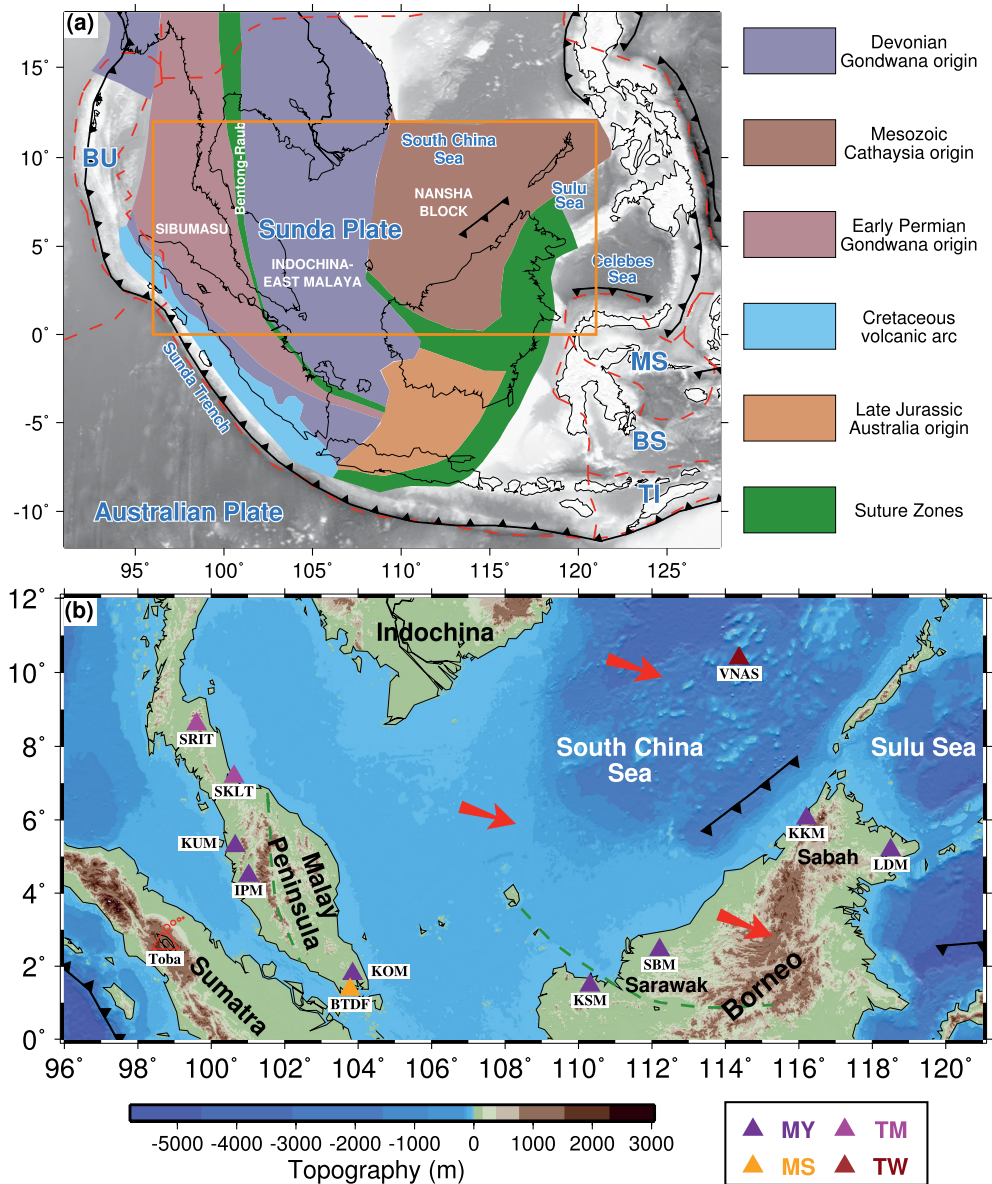 (a)
15°
10°
5°
0°
-5°
-10°
95°
100°
105°
110°
115°
120°
125°
BU
Bentong-Raub
South China
Sea
NANSHA
BLOCK
Sulu
Sea
SIBUMASU
Sunda Plate
INDOCHINA-
EAST MALAYA
Celebes
Sea
Sunda Trench
MS
BS
TI
Australian Plate
Devonian
Gondwana origin
Mesozoic
Cathaysia origin
Early Permian
Gondwana origin
Cretaceous
volcanic arc
Late Jurassic
Australia origin
Suture Zones
(b)
12°
10°
8°
6°
4°
2°
0°
96
98
100
102
104
106
108
110
112
114
116
118
120
Indochina
VNAS
SRIT
South China
Sea
Sulu Sea
SKLT
KUM
KKM
Sabah
LDM
IPM
Malay
Peninsula
Toba
SBM
KOM
Sarawak
Borneo
BTDF
KSM
Sumatra
-5000
-4000
-3000
-2000
-1000
0
1000
2000
3000
Topography (m)
MY
TM
MS
TW